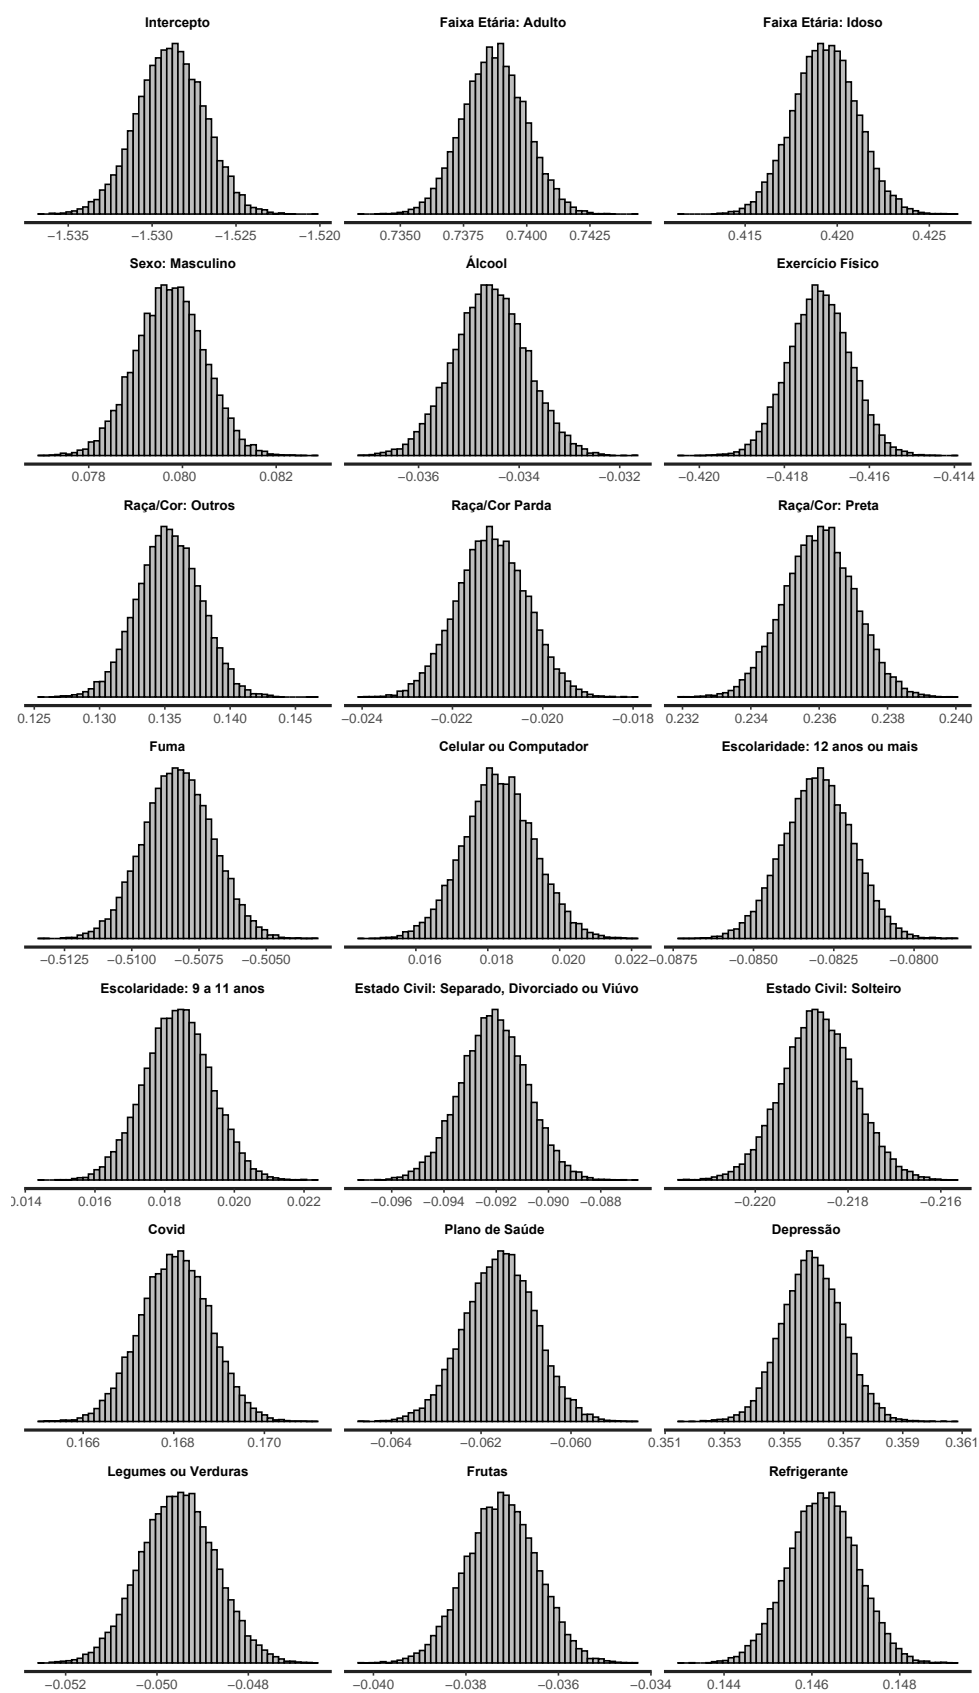 Intercepto Faixa Etária: Adulto Faixa Etária: Idoso
−1.535 −1.530 −1.525 −1.520 0.7350 0.7375 0.7400 0.7425 0.415 0.420 0.425
Sexo: Masculino Álcool Exercício Físico
0.078 0.080 0.082 −0.036 −0.034 −0.032 −0.420 −0.418 −0.416 −0.414
Raça/Cor: Outros Raça/Cor Parda Raça/Cor: Preta
0.125 0.130 0.135 0.140 0.145 −0.024 −0.022 −0.020 −0.018 0.232 0.234 0.236 0.238 0.240
Fuma Celular ou Computador Escolaridade: 12 anos ou mais
−0.5125 −0.5100 −0.5075 −0.5050 0.016 0.018 0.020 0.022 −0.0875 −0.0850 −0.0825 −0.0800
Escolaridade: 9 a 11 anos Estado Civil: Separado, Divorciado ou Viúvo Estado Civil: Solteiro
0.014 0.016 0.018 0.020 0.022 −0.096 −0.094 −0.092 −0.090 −0.088 −0.220 −0.218 −0.216
Covid Plano de Saúde Depressão
0.166 0.168 0.170 −0.064 −0.062 −0.060 0.351 0.353 0.355 0.357 0.359 0.361
Legumes ou Verduras Frutas Refrigerante
−0.052 −0.050 −0.048 −0.040 −0.038 −0.036 −0.034 0.144 0.146 0.148